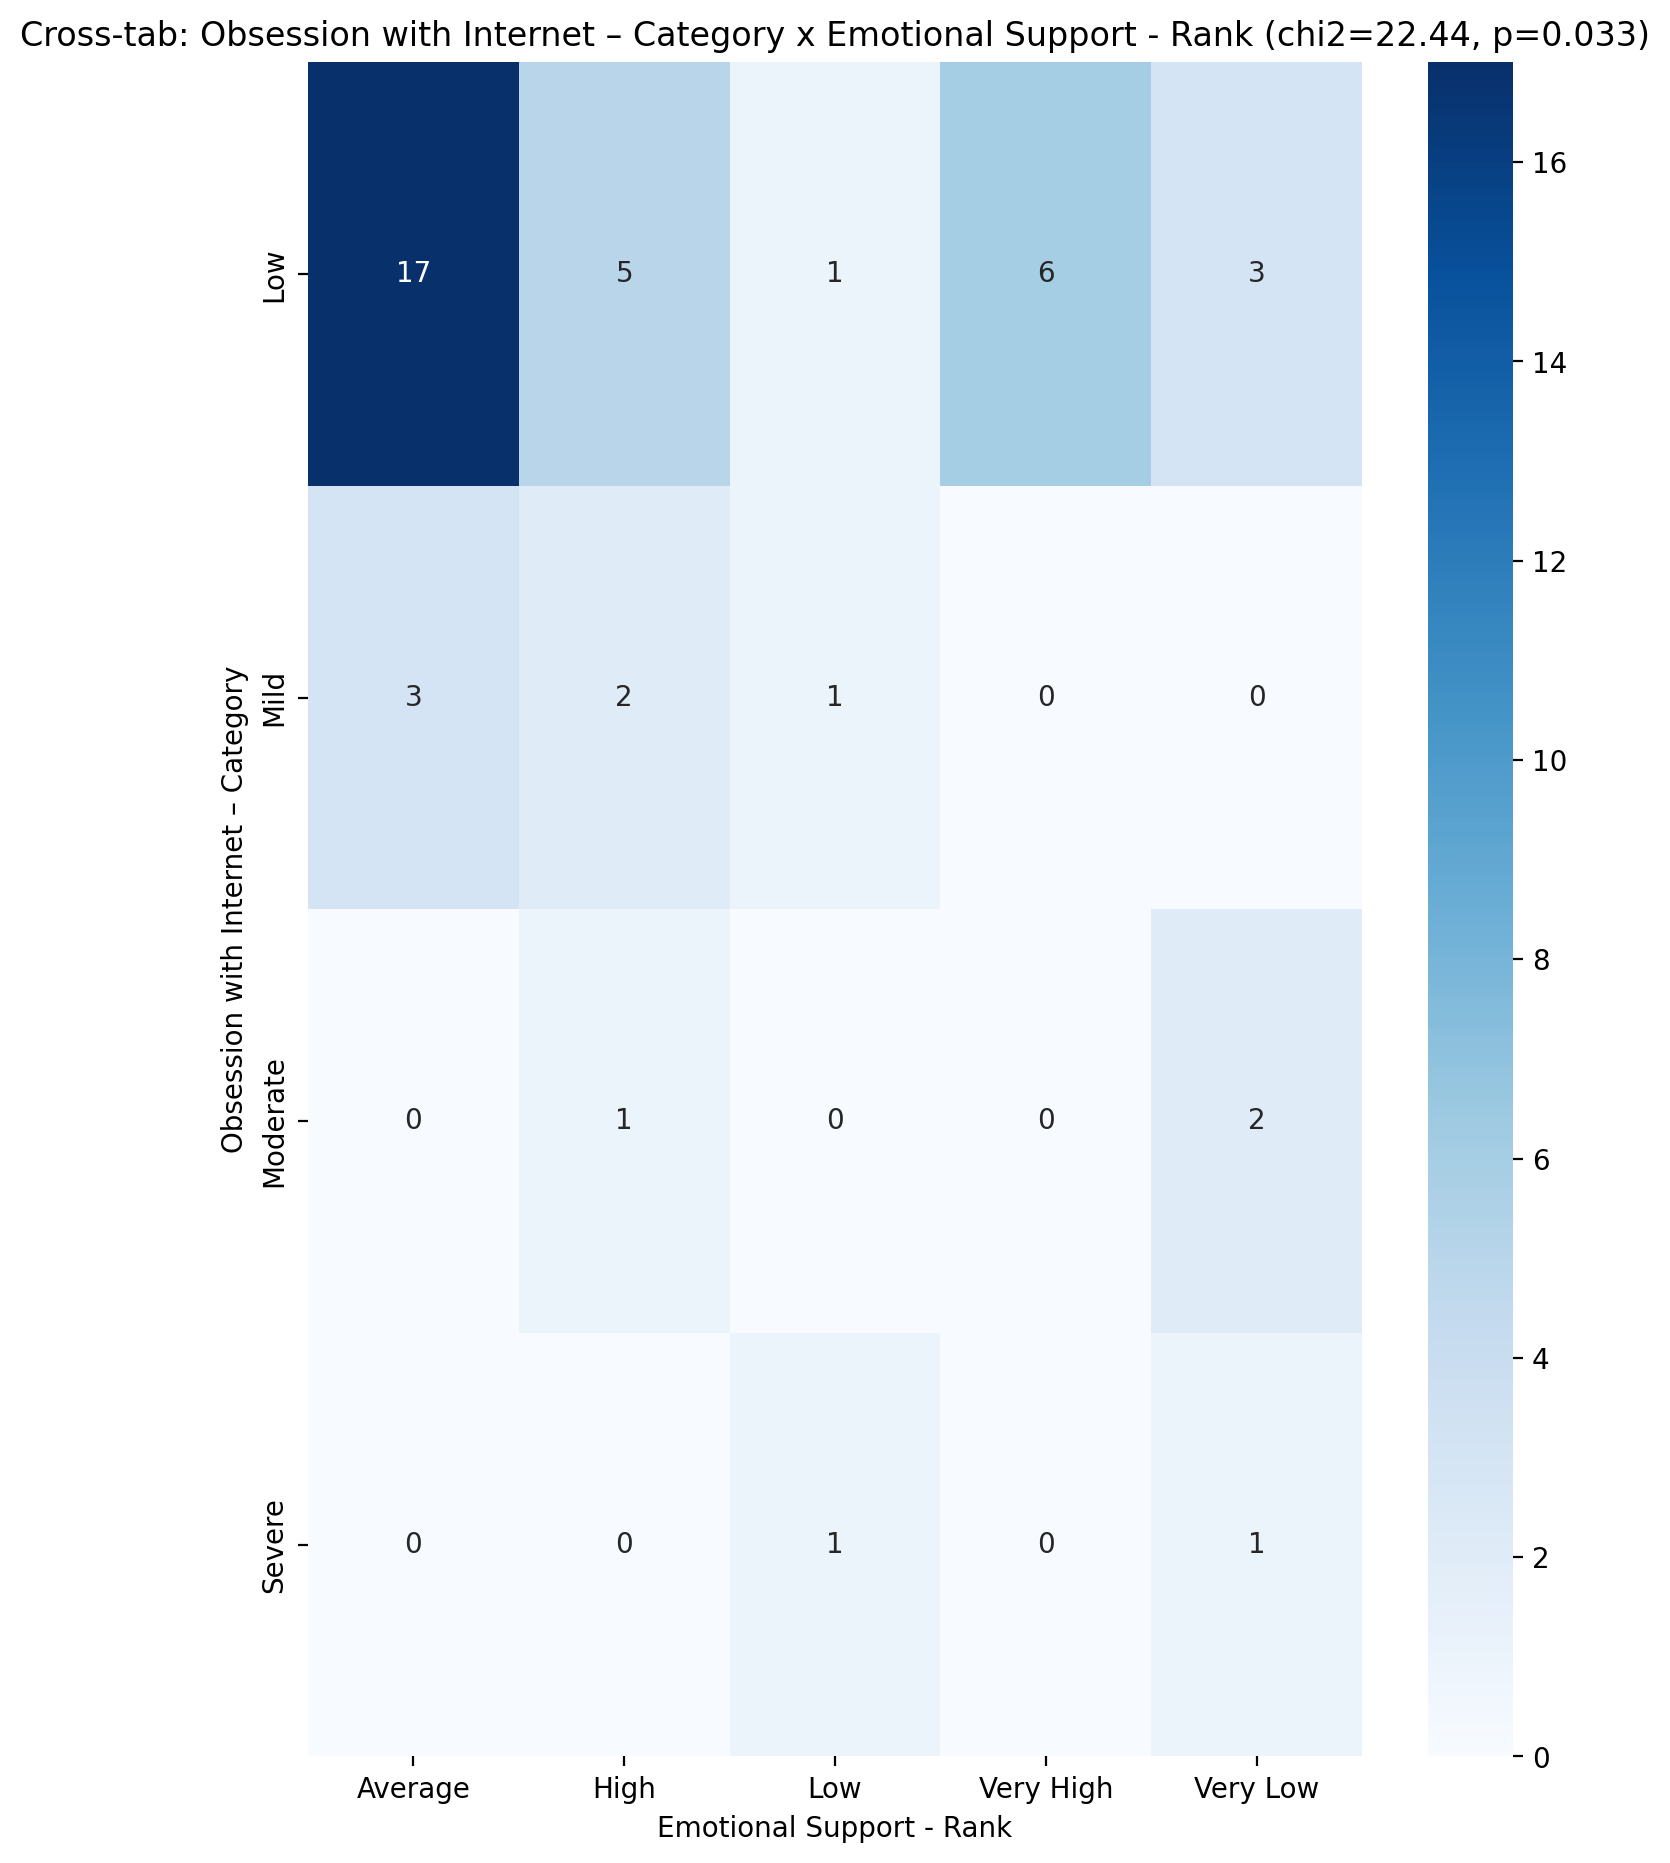 Cross-tab: Obsession with Internet – Category x Emotional Support - Rank (chi2=22.44, p=0.033)
Obsession with Internet – Category
Low
17 5 1 6 3
Mild
3 2 1 0 0
Moderate
0 1 0 0 2
Severe
0 0 1 0 1
Average High Low Very High Very Low
Emotional Support - Rank
16
14
12
10
8
6
4
2
0